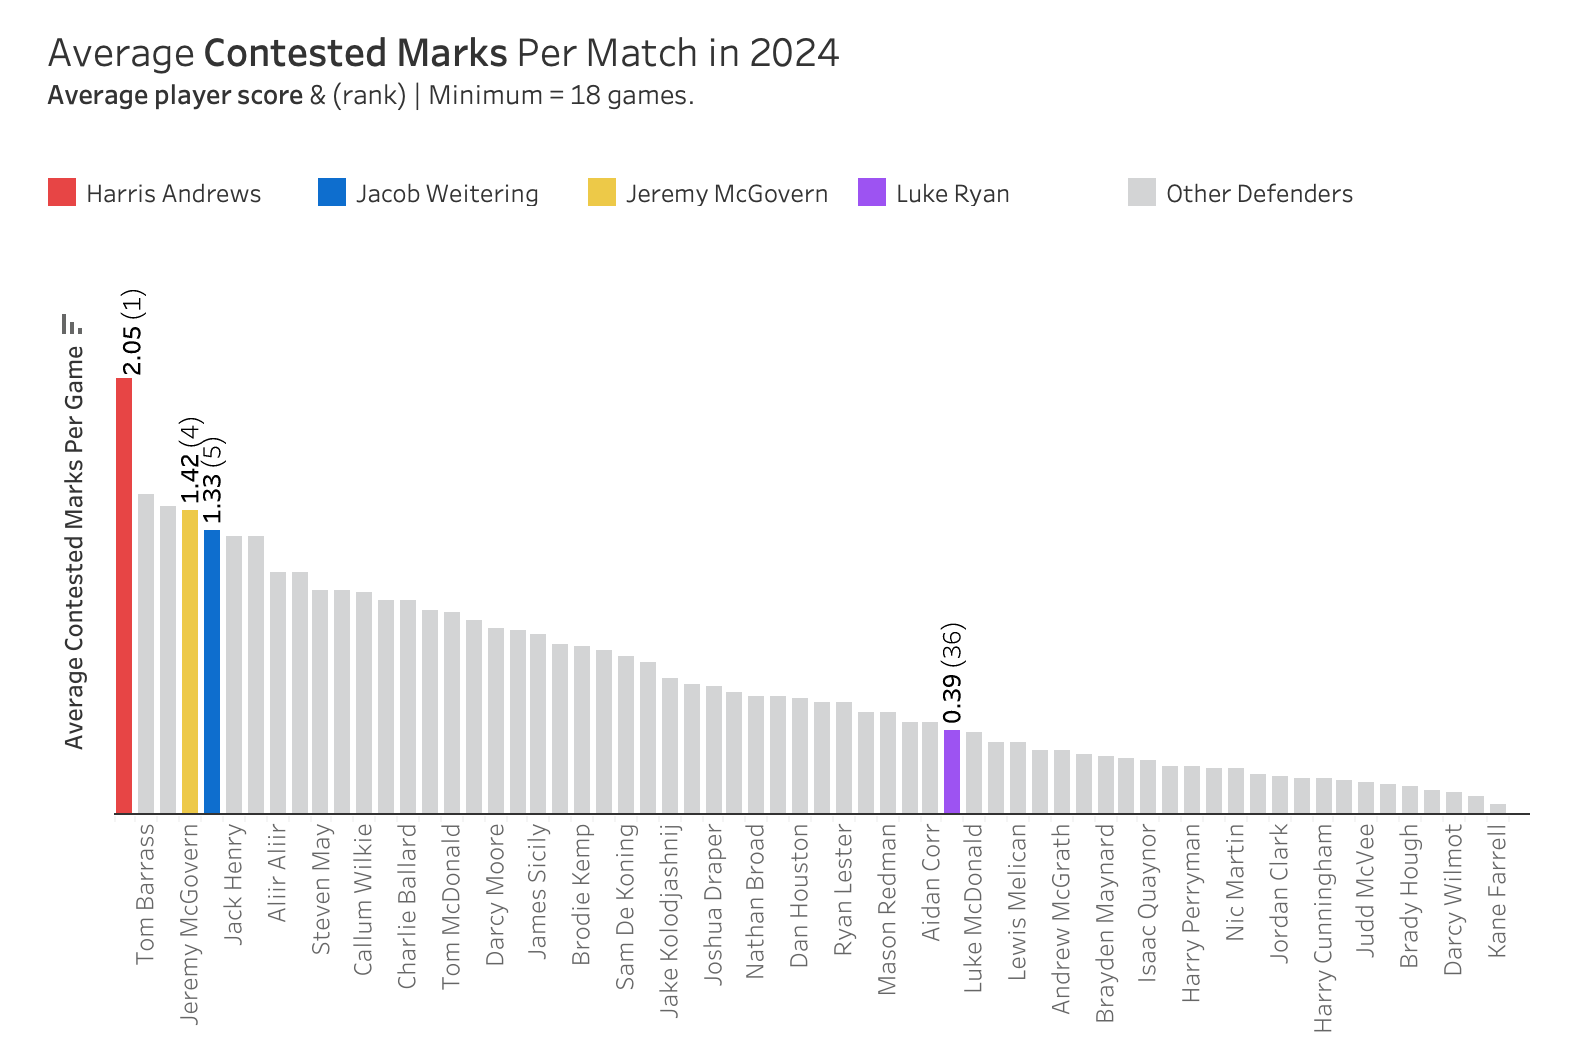 Average Contested Marks Per Match in 2024
Average player score & (rank) | Minimum = 18 games.
Harris Andrews
Jacob Weitering
Jeremy McGovern
Luke Ryan
Other Defenders
Average Contested Marks Per Game
2.05 (1)
1.42 (4)
1.33 (5)
0.39 (36)
Tom Barrass
Jeremy McGovern
Jack Henry
Aliir Aliir
Steven May
Callum Wilkie
Charlie Ballard
Tom McDonald
Darcy Moore
James Sicily
Brodie Kemp
Sam De Koning
Jake Kolodjashnij
Joshua Draper
Nathan Broad
Dan Houston
Ryan Lester
Mason Redman
Aidan Corr
Luke McDonald
Lewis Melican
Andrew McGrath
Brayden Maynard
Isaac Quaynor
Harry Perryman
Nic Martin
Jordan Clark
Harry Cunningham
Judd McVee
Brady Hough
Darcy Wilmot
Kane Farrell